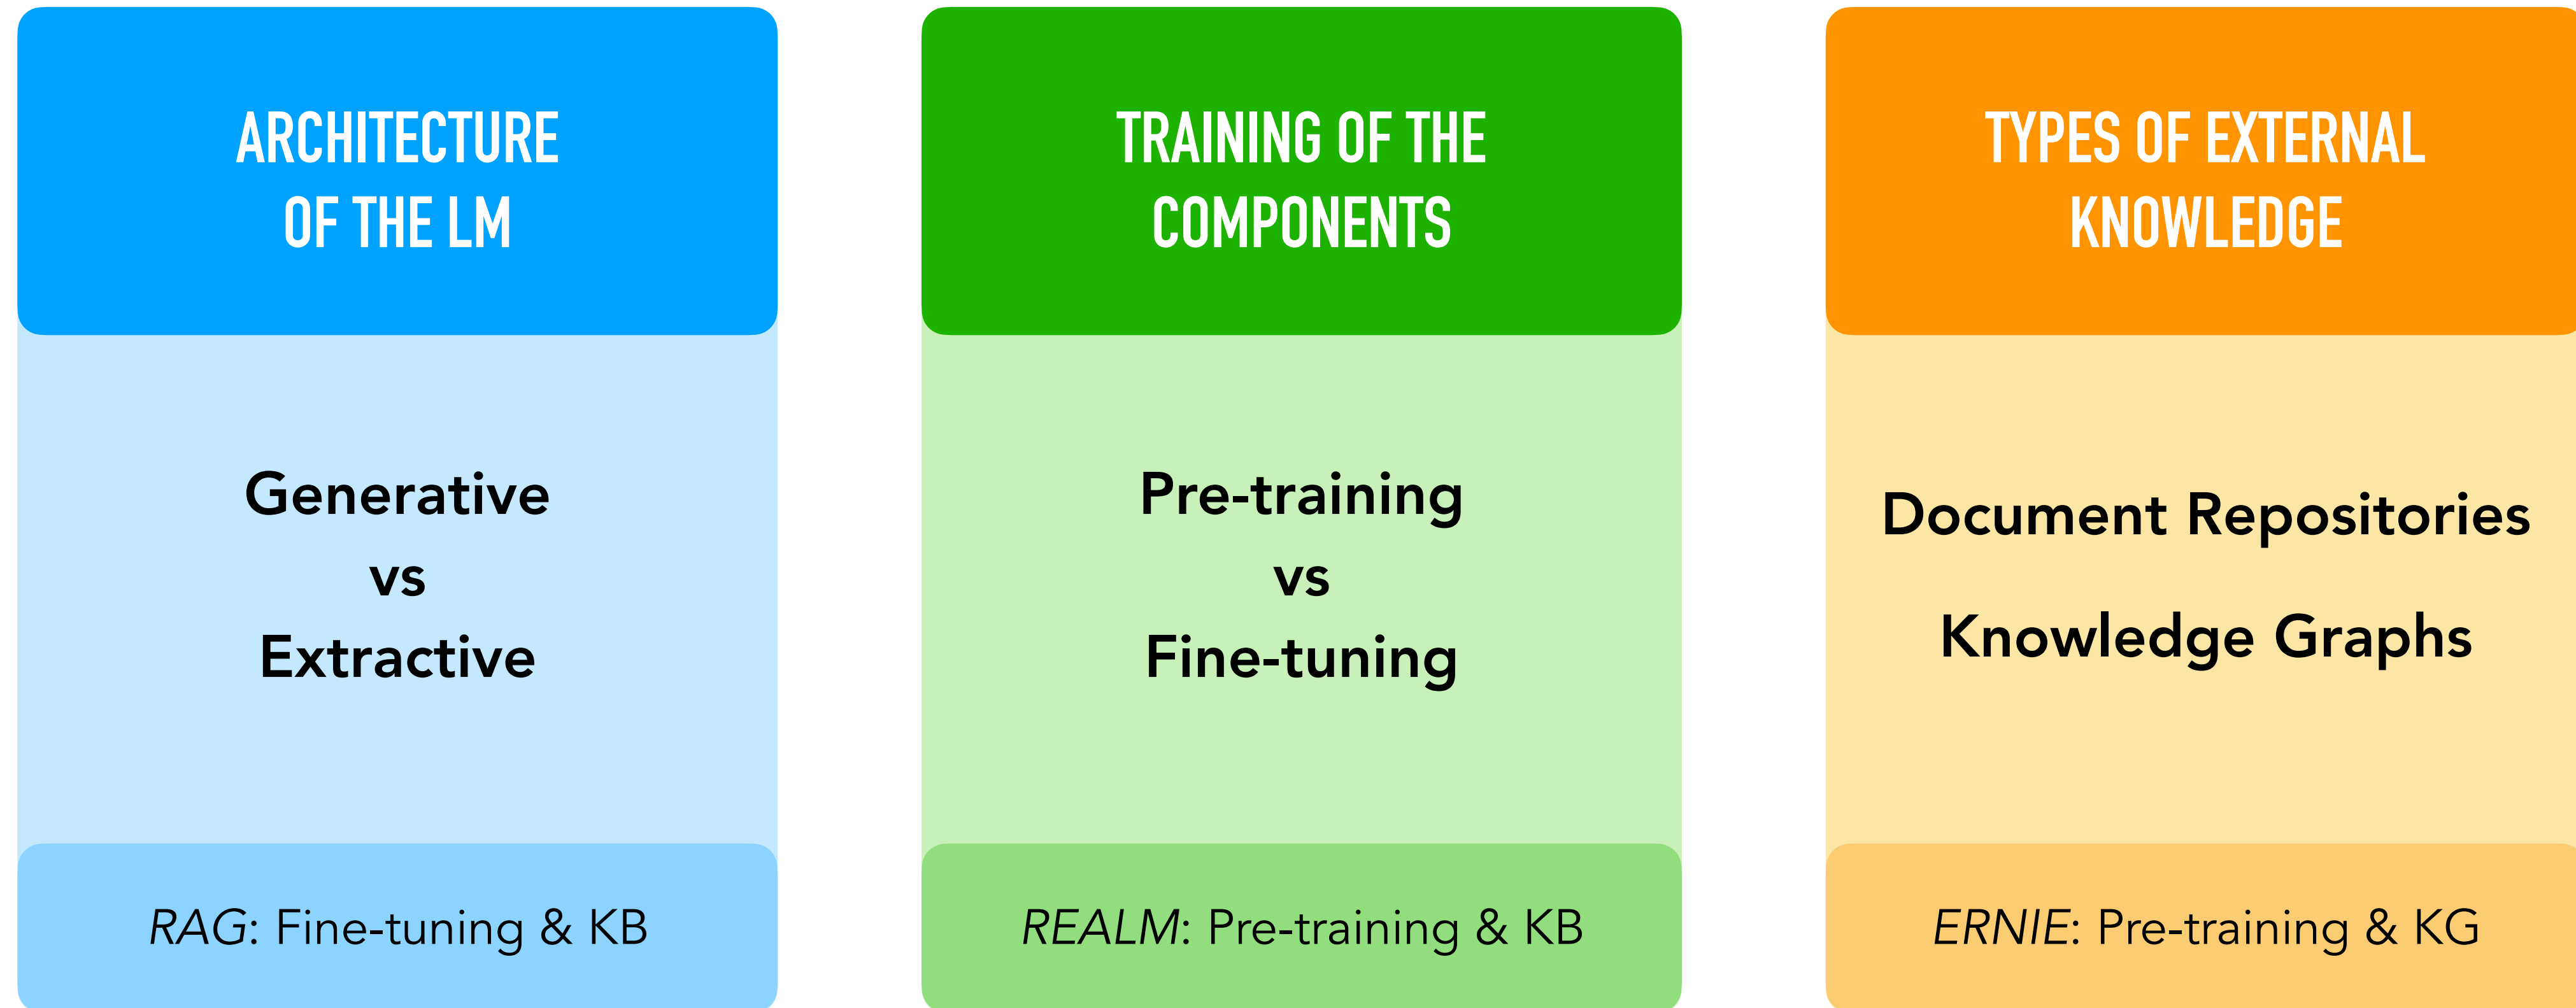 ARCHITECTURE
OF THE LM
Generative
vs
Extractive
RAG: Fine-tuning & KB
TRAINING OF THE
COMPONENTS
Pre-training
vs
Fine-tuning
REALM: Pre-training & KB
TYPES OF EXTERNAL
KNOWLEDGE
Document Repositories
Knowledge Graphs
ERNIE: Pre-training & KG